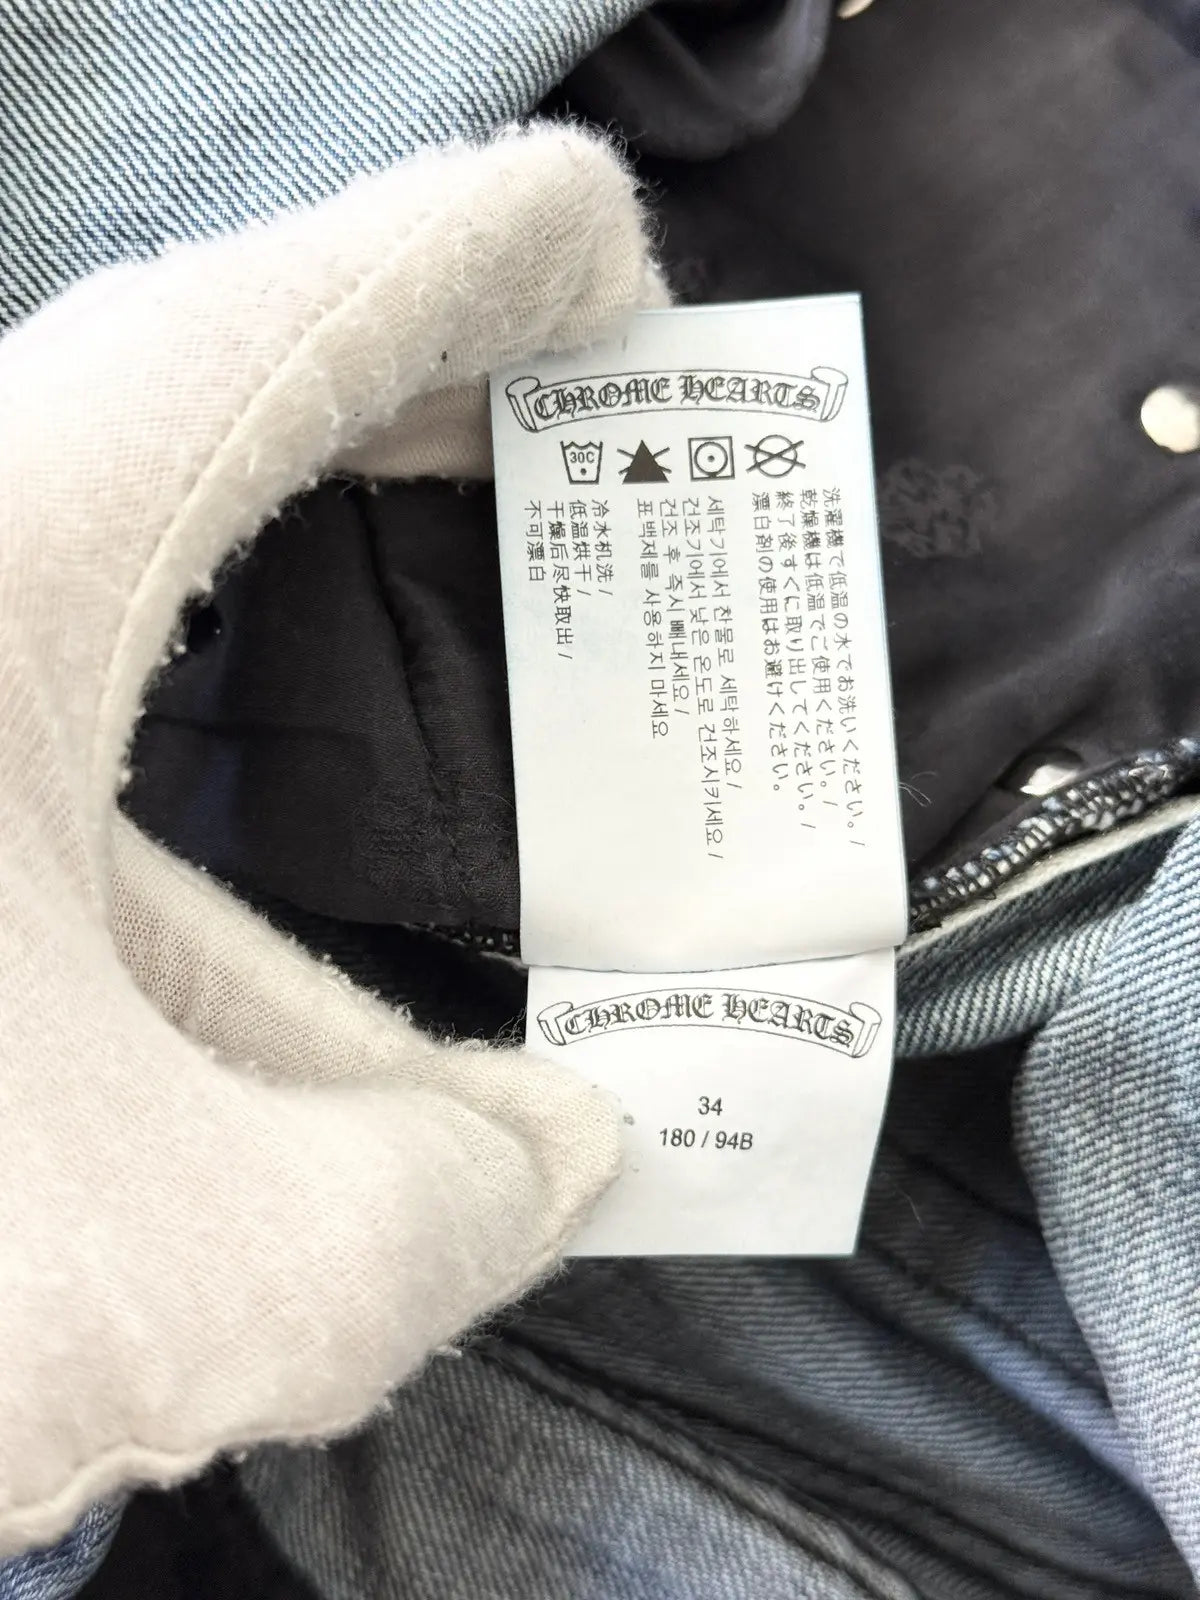 CHROME HEARTS
30C
洗濯機で低温の水でお洗いください。/
乾燥機は低温でご使用ください。/
終了後すぐに取り出してください。/
漂白剤の使用はお避けください。
세탁기에서 찬물로 세탁하세요/
건조기에서 낮은 온도로 건조시키세요/
건조 후 즉시 빼내세요/
표백제를 사용하지 마세요
冷水机洗/
低温烘干/
干燥后尽快取出/
不可漂白
CHROME HEARTS
34
180 / 94B